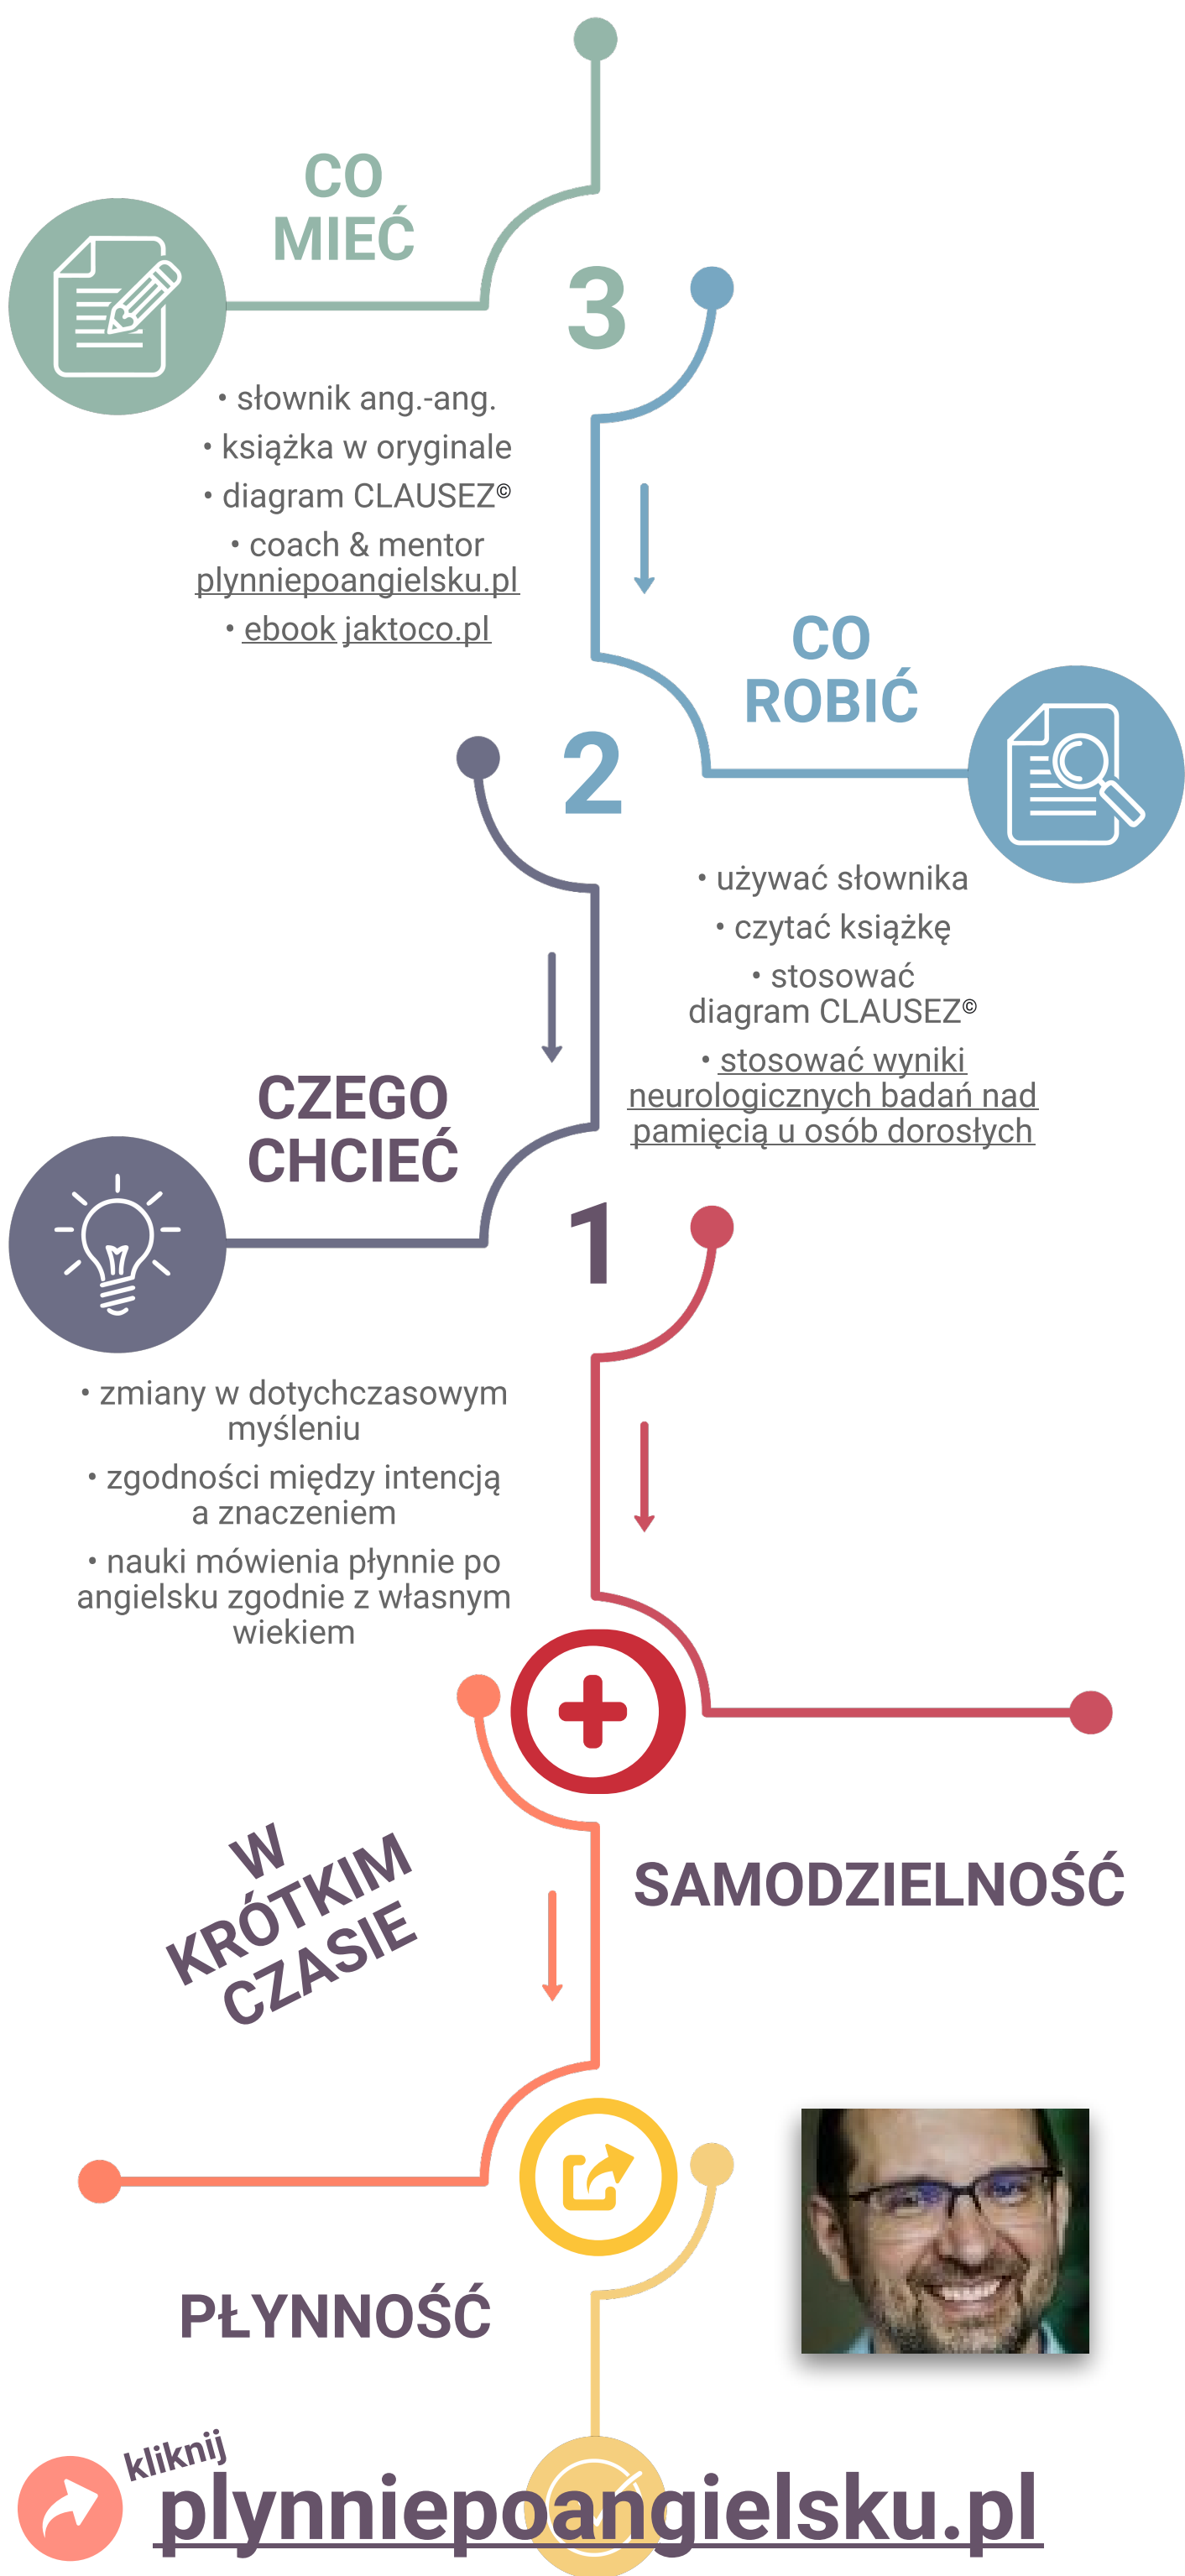 CO
MIEĆ
3
• słownik ang.-ang.
• książka w oryginale
• diagram CLAUSEZ©
• coach & mentor
plynniepoangielsku.pl
• ebook jaktoco.pl
CO
ROBIĆ
2
• używać słownika
• czytać książkę
• stosować
diagram CLAUSEZ©
• stosować wyniki
neurologicznych badań nad
pamięcią u osób dorosłych
CZEGO
CHCIEĆ
1
• zmiany w dotychczasowym
myśleniu
• zgodności między intencją
a znaczeniem
• nauki mówienia płynnie po
angielsku zgodnie z własnym
wiekiem
W
KRÓTKIM
CZASIE
SAMODZIELNOŚĆ
PŁYNNOŚĆ
kliknij
plynniepoangielsku.pl